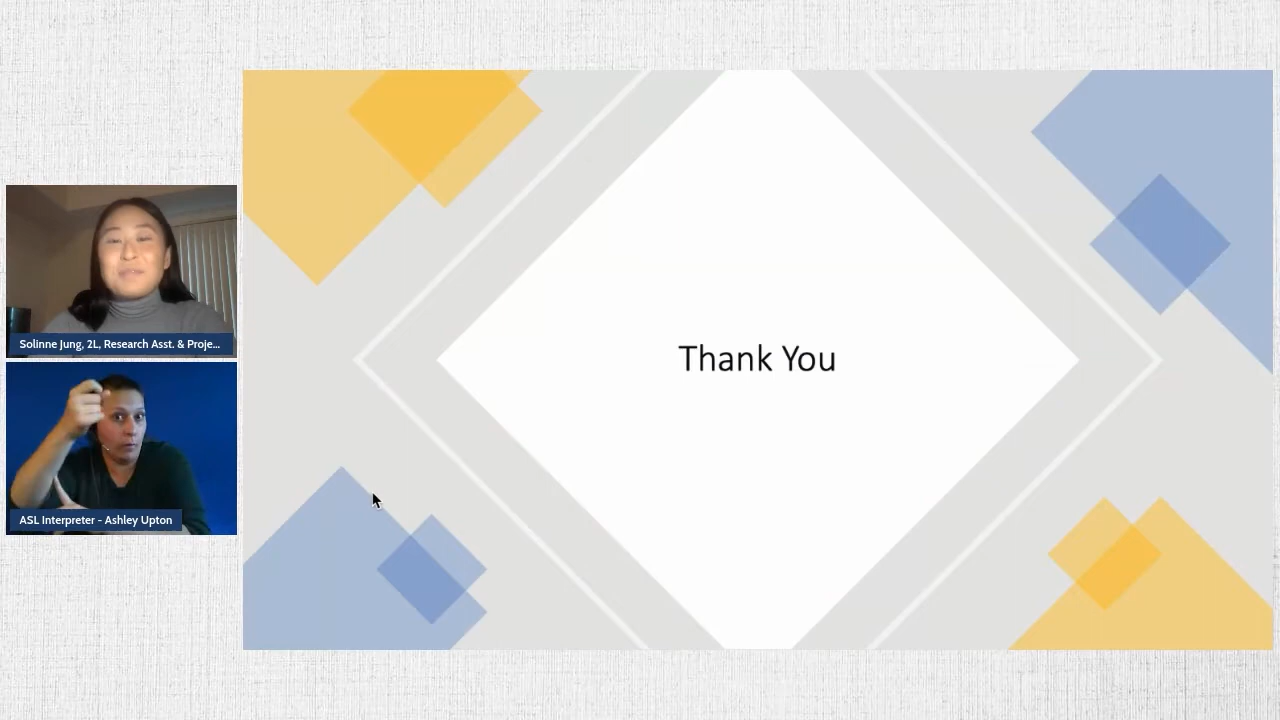 Solinne Jung, 2L, Research Asst. & Proje...
ASL Interpreter - Ashley Upton
Thank You